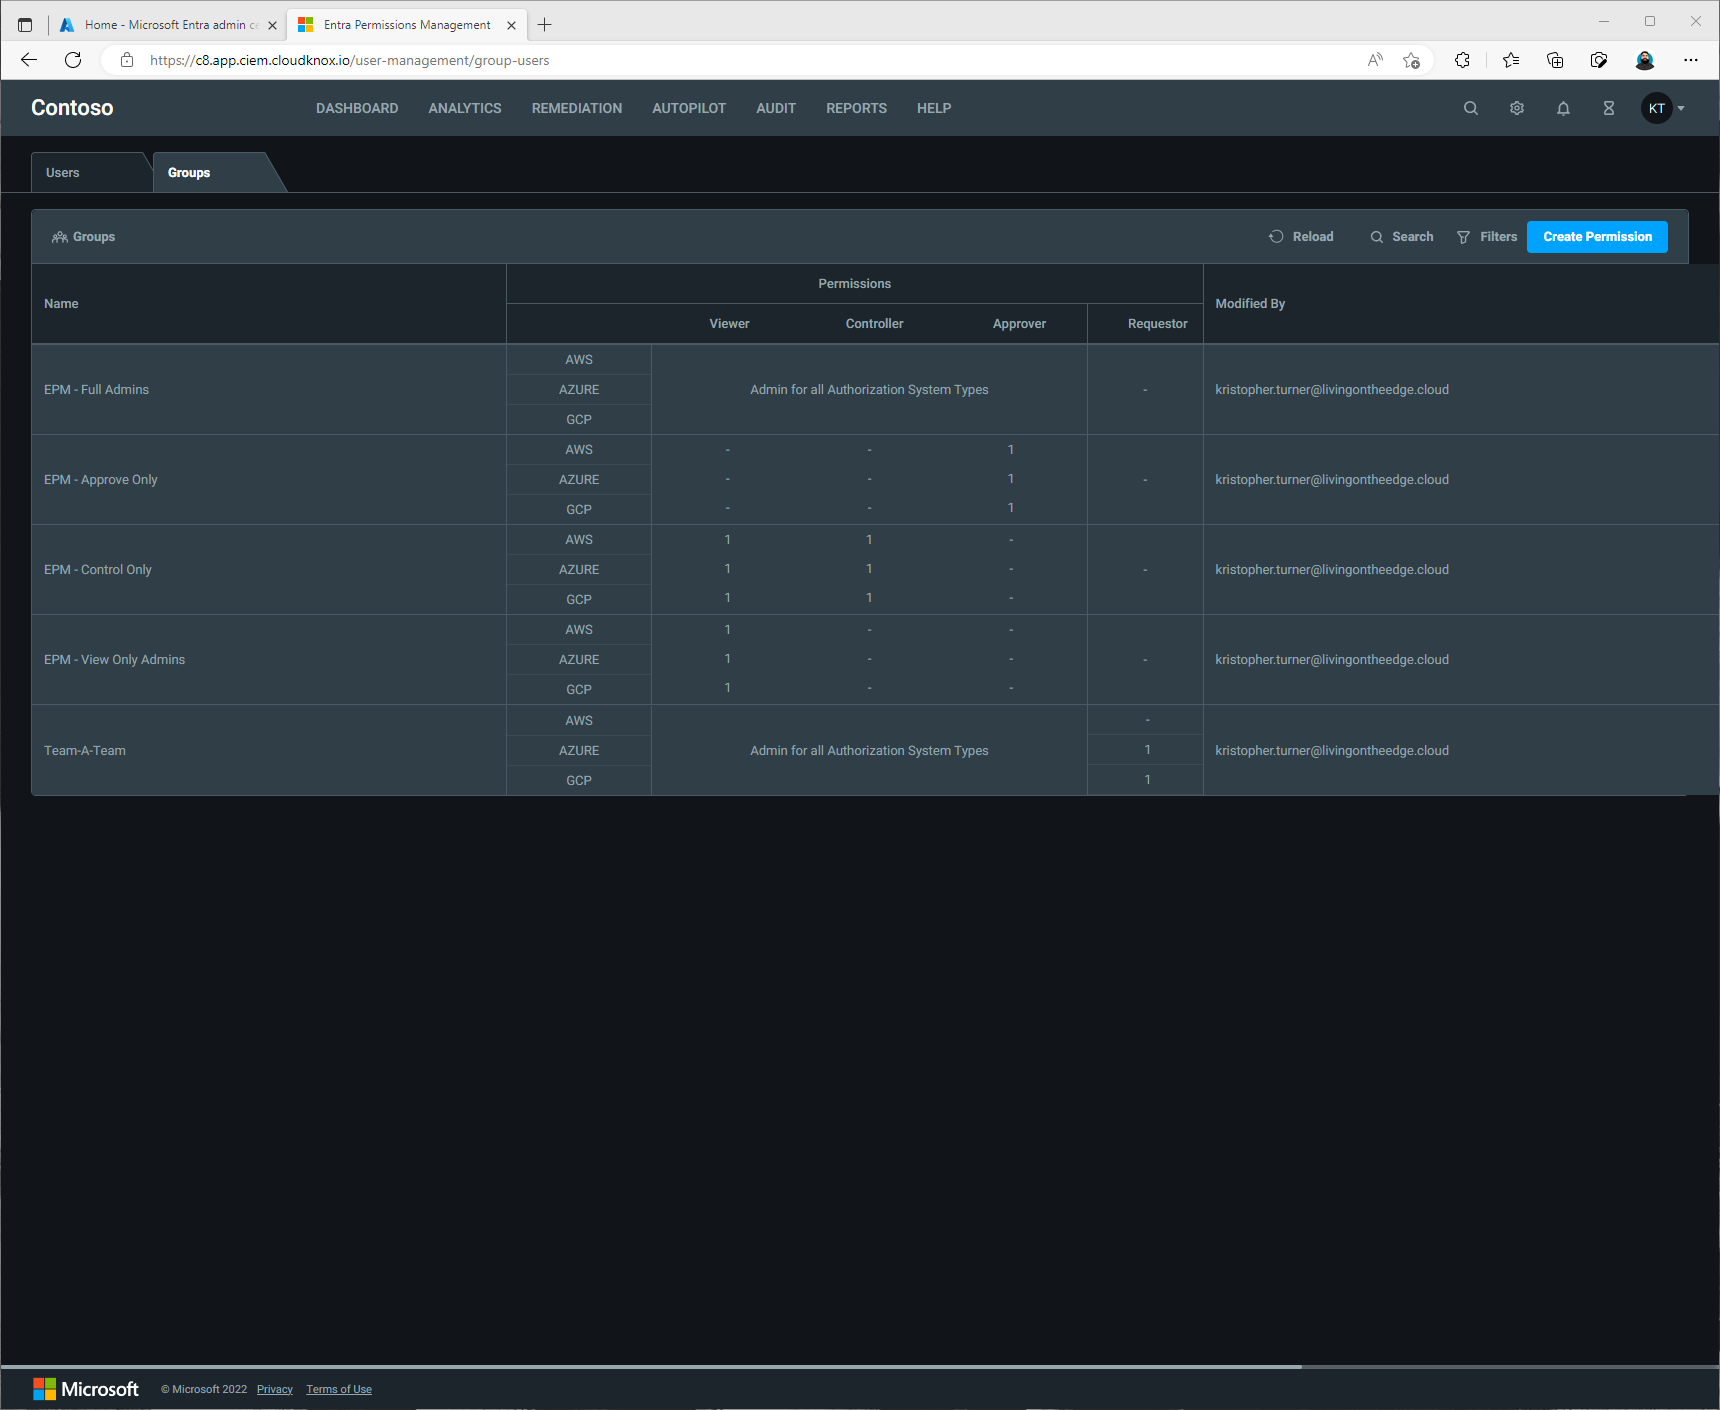 Home - Microsoft Entra admin ce
Entra Permissions Management
https://c8.app.ciem.cloudknox.io/user-management/group-users
Contoso DASHBOARD ANALYTICS REMEDIATION AUTOPILOT AUDIT REPORTS HELP KT
Users Groups
Groups Reload Search Filters Create Permission
Name Permissions Modified By
Viewer Controller Approver Requestor
EPM - Full Admins AWS AZURE GCP Admin for all Authorization System Types - kristopher.turner@livingontheedge.cloud
EPM - Approve Only
AWS - - 1
AZURE - - 1
GCP - - 1
-
kristopher.turner@livingontheedge.cloud
EPM - Control Only
AWS 1 1 -
AZURE 1 1 -
GCP 1 1 -
-
kristopher.turner@livingontheedge.cloud
EPM - View Only Admins
AWS 1 - -
AZURE 1 - -
GCP 1 - -
-
kristopher.turner@livingontheedge.cloud
Team-A-Team
AWS -
AZURE Admin for all Authorization System Types 1
GCP 1
kristopher.turner@livingontheedge.cloud
Microsoft © Microsoft 2022 Privacy Terms of Use